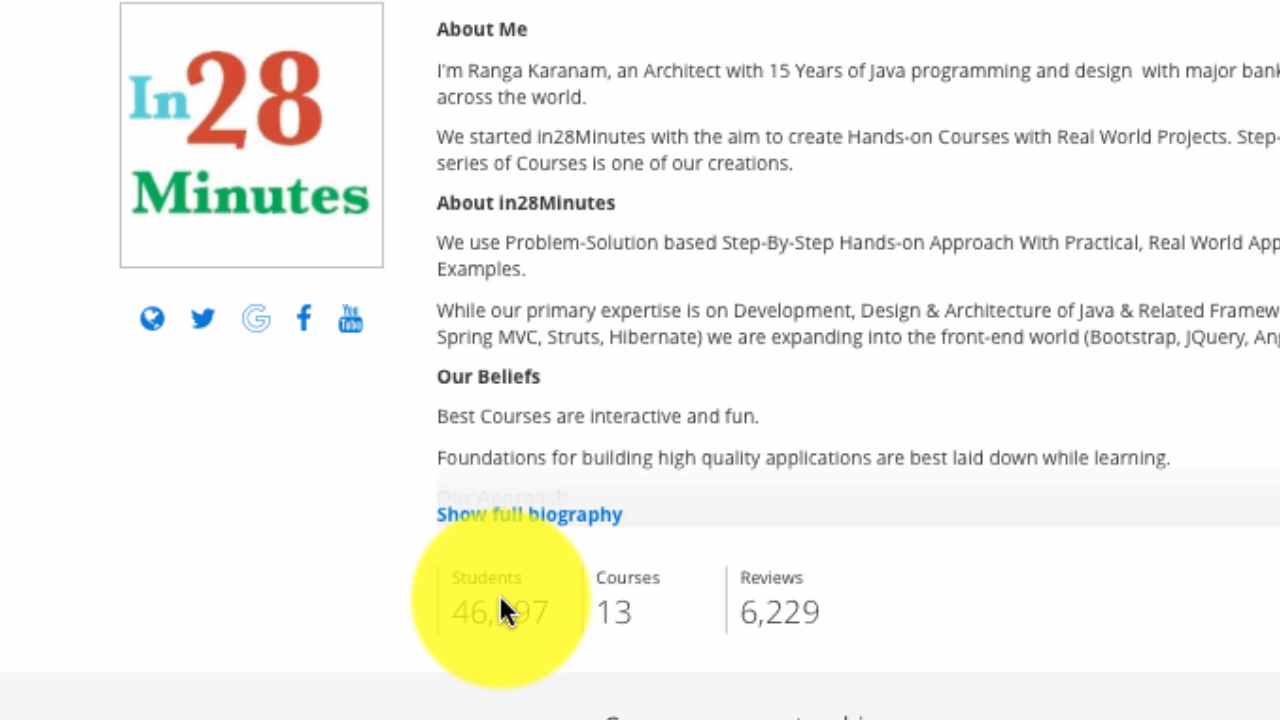 In28
Minutes
About Me
I'm Ranga Karanam, an Architect with 15 Years of Java programming and design with major bank
across the world.
We started in28Minutes with the aim to create Hands-on Courses with Real World Projects. Step-
series of Courses is one of our creations.
About in28Minutes
We use Problem-Solution based Step-By-Step Hands-on Approach With Practical, Real World App
Examples.
While our primary expertise is on Development, Design & Architecture of Java & Related Framew
Spring MVC, Struts, Hibernate) we are expanding into the front-end world (Bootstrap, JQuery, An
Our Beliefs
Best Courses are interactive and fun.
Foundations for building high quality applications are best laid down while learning.
Our Approach
Show full biography
Students
Courses
13
Reviews
6,229